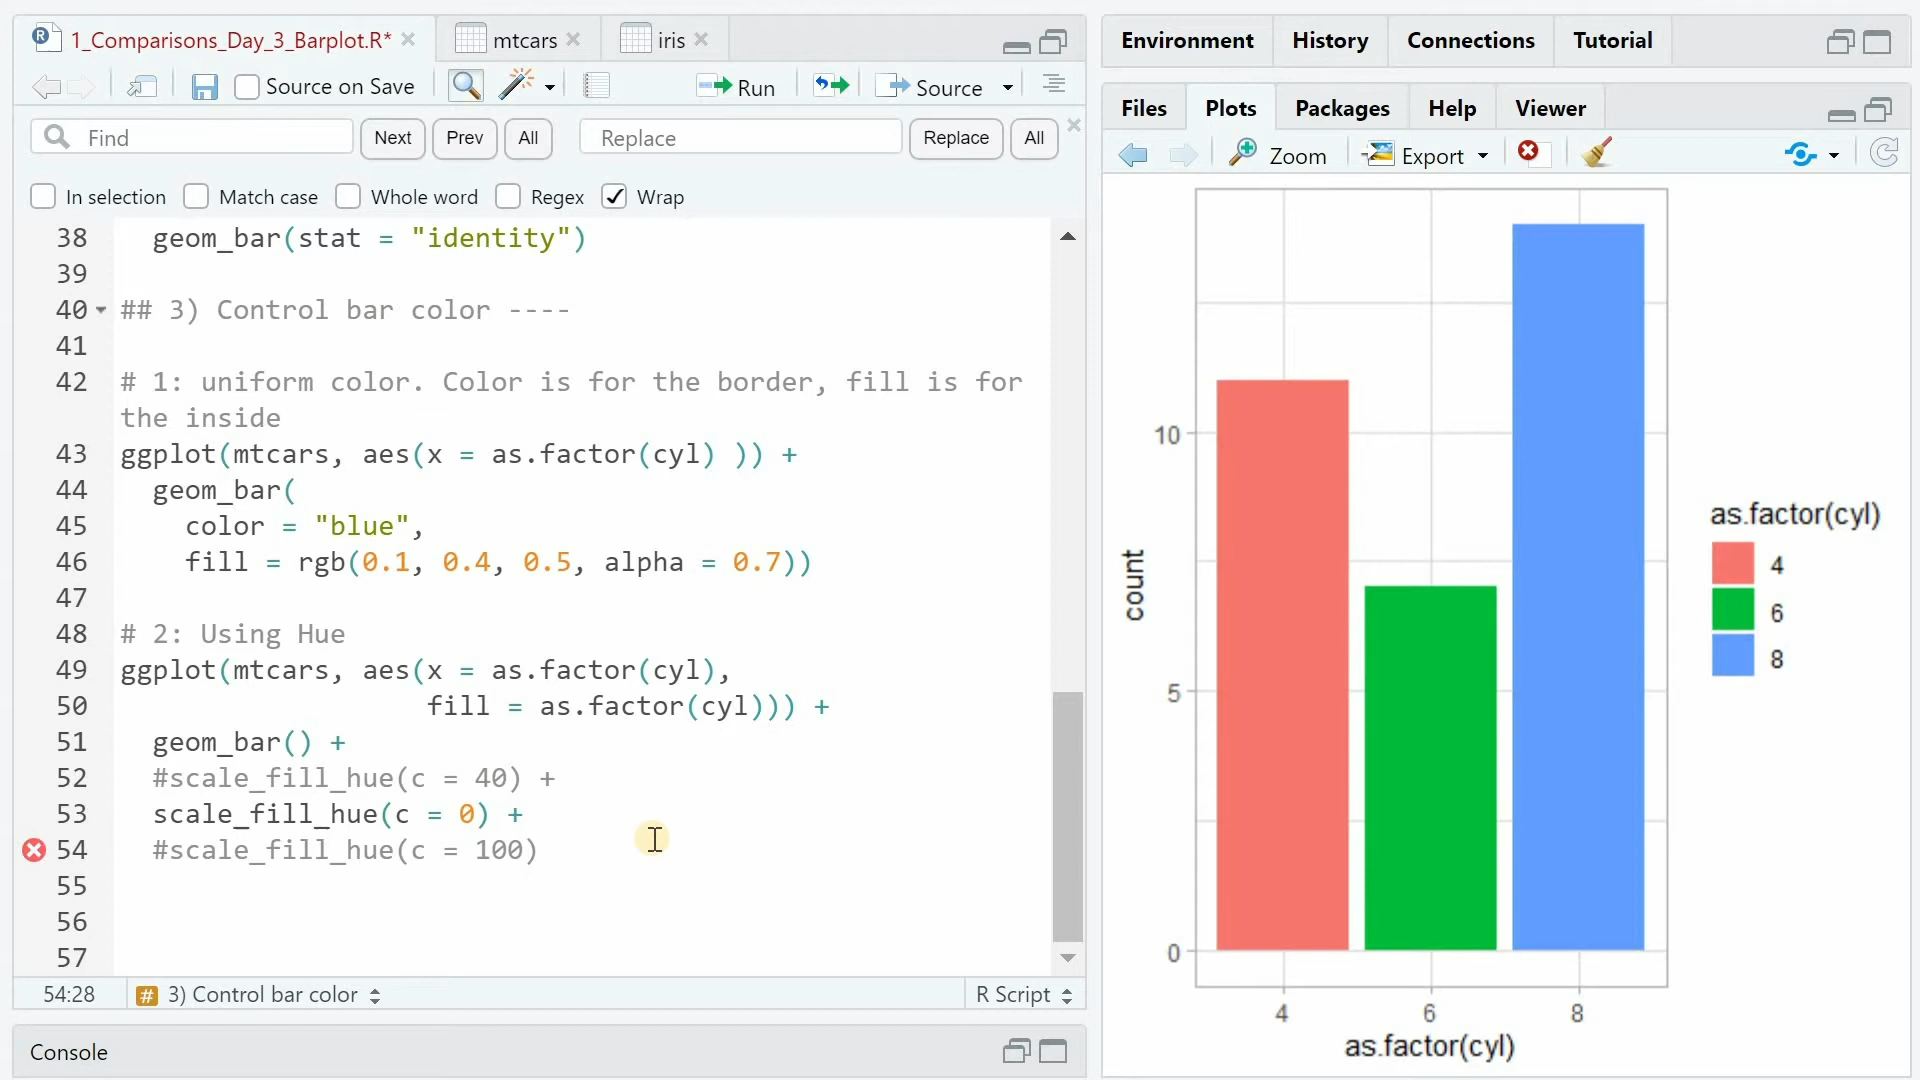 1_Comparisons_Day_3_Barplot.R*
mtcars
iris
Source on Save
Run
Source
Find
Next
Prev
All
Replace
Replace
All
In selection
Match case
Whole word
Regex
Wrap
38 geom_bar(stat = "identity")
39
40 ## 3) Control bar color ----
41
42 # 1: uniform color. Color is for the border, fill is for
the inside
43 ggplot(mtcars, aes(x = as.factor(cyl) )) +
44 geom_bar(
45 color = "blue",
46 fill = rgb(0.1, 0.4, 0.5, alpha = 0.7))
47
48 # 2: Using Hue
49 ggplot(mtcars, aes(x = as.factor(cyl),
50 fill = as.factor(cyl))) +
51 geom_bar() +
52 #scale_fill_hue(c = 40) +
53 scale_fill_hue(c = 0) +
54 #scale_fill_hue(c = 100)
55
56
57
54:28
# 3) Control bar color
R Script
Console
Environment
History
Connections
Tutorial
Files
Plots
Packages
Help
Viewer
Zoom
Export
count
10
5
0
4
6
8
as.factor(cyl)
as.factor(cyl)
4
6
8